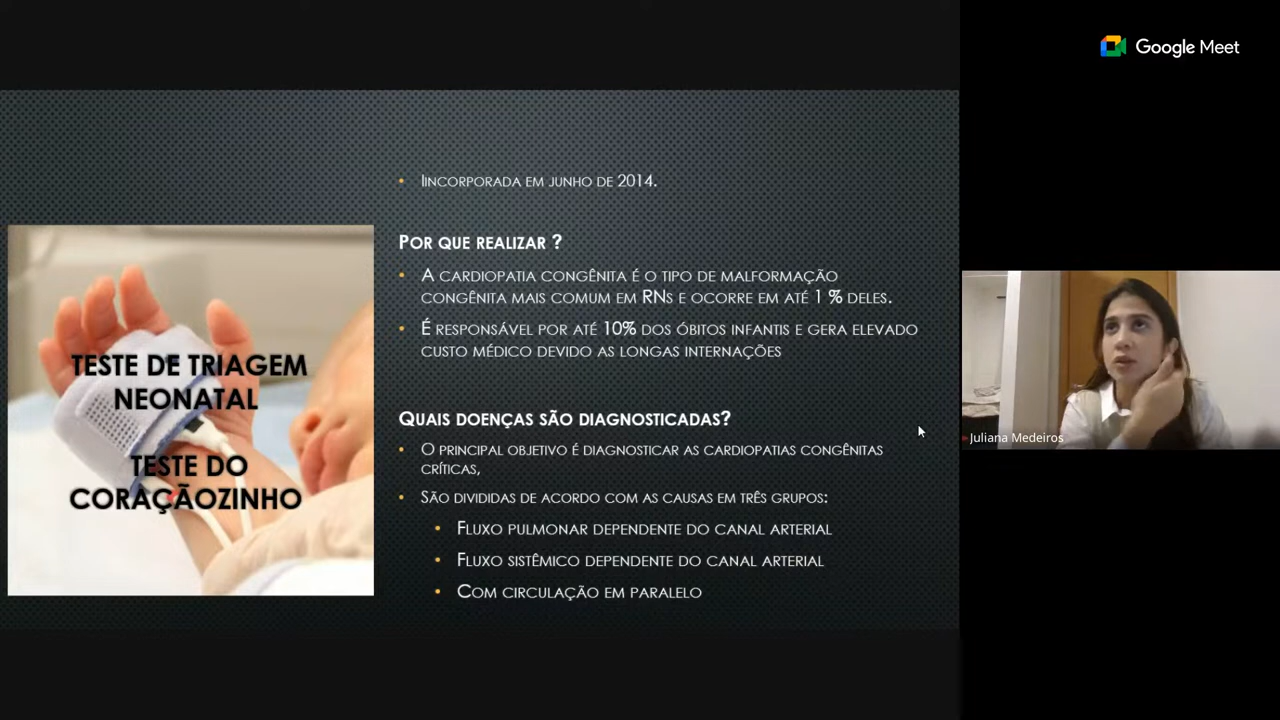 Google Meet
IINCORPORADA EM JUNHO DE 2014.
POR QUE REALIZAR ?
A CARDIOPATIA CONGÊNITA É O TIPO DE MALFORMAÇÃO
CONGÊNITA MAIS COMUM EM RNS E OCORRE EM ATÉ 1 % DELES.
É RESPONSÁVEL POR ATÉ 10% DOS ÓBITOS INFANTIS E GERA ELEVADO
CUSTO MÉDICO DEVIDO AS LONGAS INTERNAÇÕES
TESTE DE TRIAGEM
NEONATAL
TESTE DO
CORAÇÃOZINHO
QUAIS DOENÇAS SÃO DIAGNOSTICADAS?
O PRINCIPAL OBJETIVO É DIAGNOSTICAR AS CARDIOPATIAS CONGÊNITAS
CRÍTICAS,
SÃO DIVIDIDAS DE ACORDO COM AS CAUSAS EM TRÊS GRUPOS:
FLUXO PULMONAR DEPENDENTE DO CANAL ARTERIAL
FLUXO SISTÊMICO DEPENDENTE DO CANAL ARTERIAL
COM CIRCULAÇÃO EM PARALELO
Juliana Medeiros